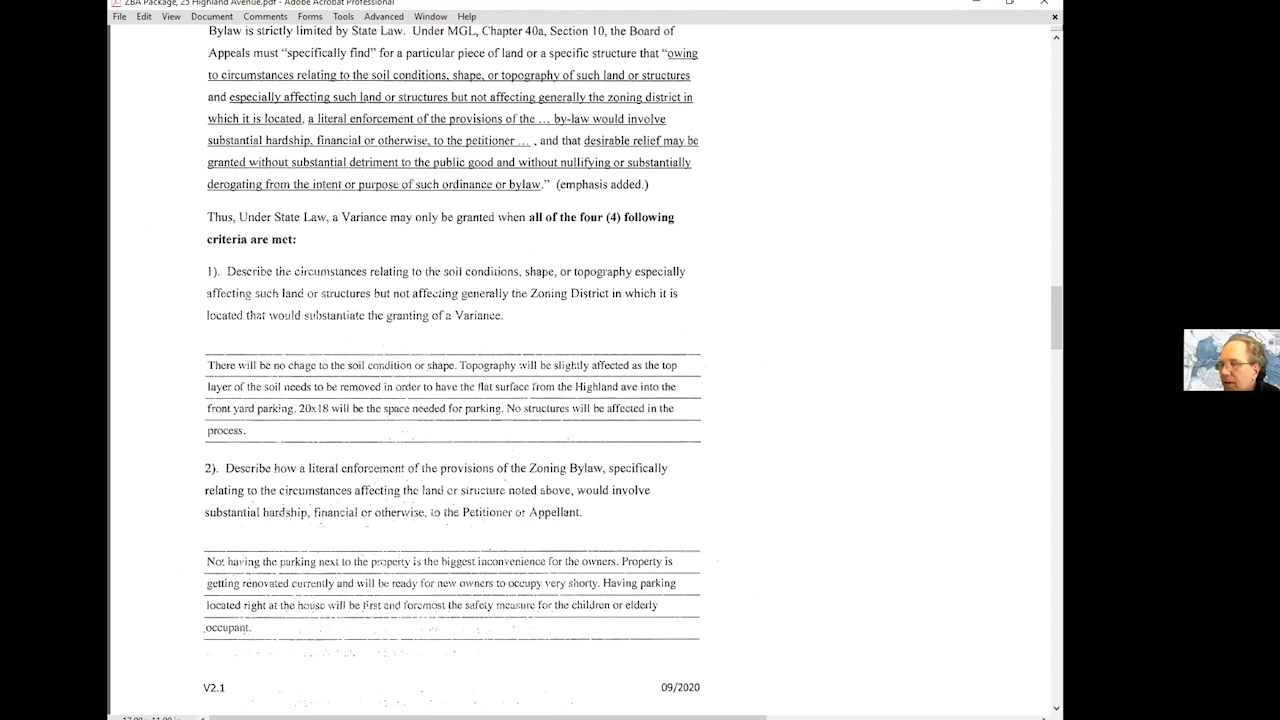 ZBA Package, 25 Highland Avenue.pdf - Adobe Acrobat Professional
File Edit View Document Comments Forms Tools Advanced Window Help
Bylaw is strictly limited by State Law. Under MGL, Chapter 40a, Section 10, the Board of
Appeals must “specifically find” for a particular piece of land or a specific structure that “owing
to circumstances relating to the soil conditions, shape, or topography of such land or structures
and especially affecting such land or structures but not affecting generally the zoning district in
which it is located, a literal enforcement of the provisions of the … by-law would involve
substantial hardship, financial or otherwise, to the petitioner … , and that desirable relief may be
granted without substantial detriment to the public good and without nullifying or substantially
derogating from the intent or purpose of such ordinance or bylaw.” (emphasis added.)
Thus, Under State Law, a Variance may only be granted when all of the four (4) following
criteria are met:
1). Describe the circumstances relating to the soil conditions, shape, or topography especially
affecting such land or structures but not affecting generally the Zoning District in which it is
located that would substantiate the granting of a Variance.
There will be no chage to the soil condition or shape. Topography will be slightly affected as the top
layer of the soil needs to be removed in order to have the flat surface from the Highland ave into the
front yard parking. 20x18 will be the space needed for parking. No structures will be affected in the
process.
2). Describe how a literal enforcement of the provisions of the Zoning Bylaw, specifically
relating to the circumstances affecting the land or structure noted above, would involve
substantial hardship, financial or otherwise, to the Petitioner or Appellant.
Not having the parking next to the property is the biggest inconvenience for the owners. Property is
getting renovated currently and will be ready for new owners to occupy very shorty. Having parking
located right at the house will be first and foremost the safety measure for the children or elderly
occupant.
V2.1 09/2020